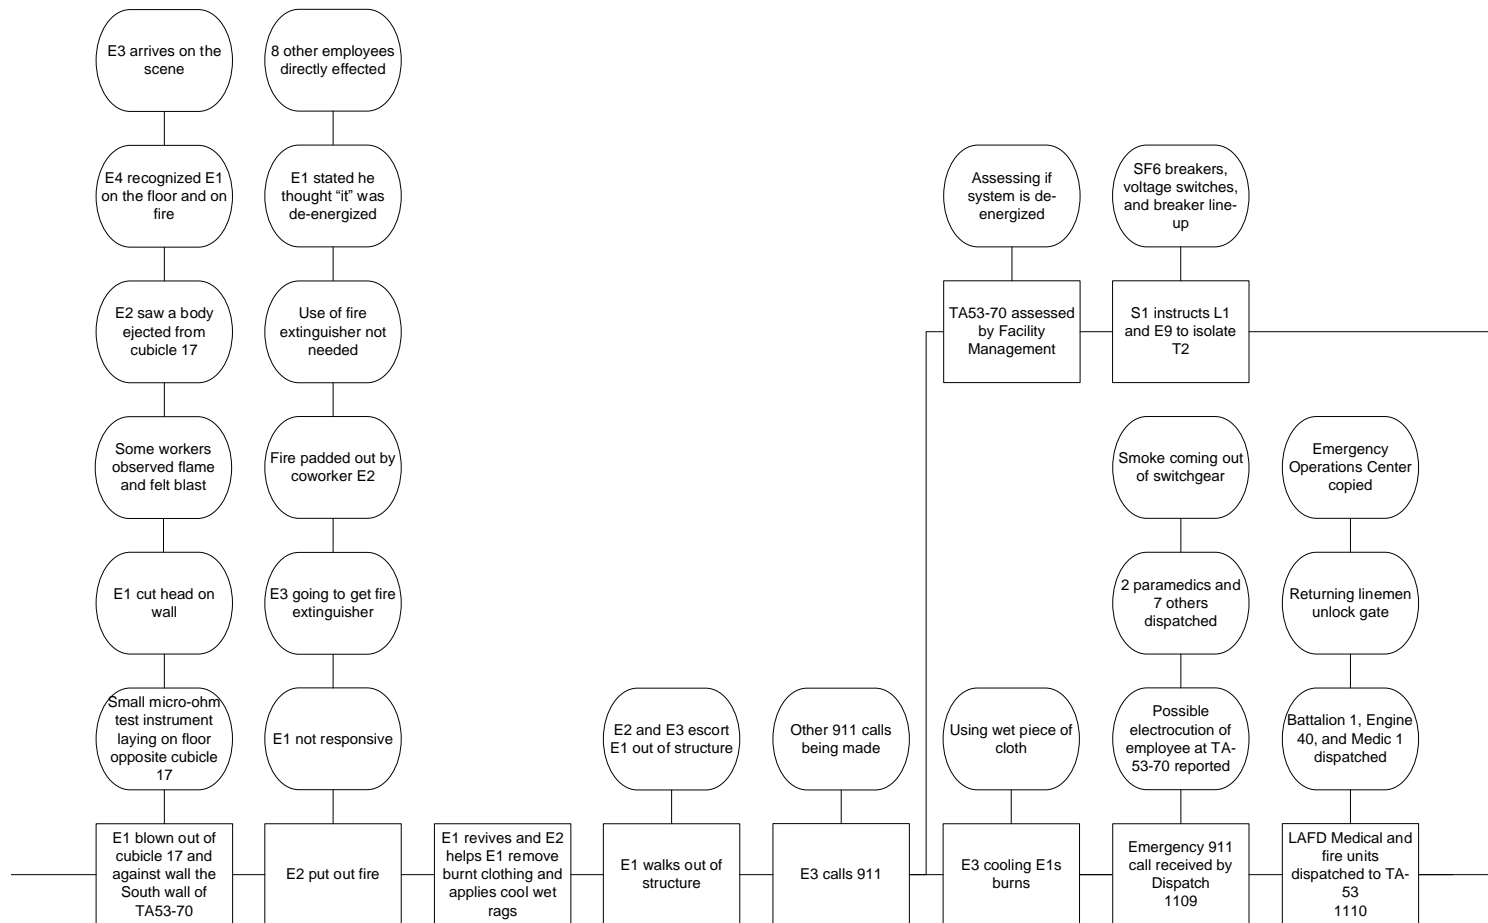 E3 arrives on the
scene
8 other employees
directly effected
E4 recognized E1
on the floor and on
fire
E1 stated he
thought “it” was
de-energized
Assessing if
system is de-
energized
SF6 breakers,
voltage switches,
and breaker line-
up
E2 saw a body
ejected from
cubicle 17
Use of fire
extinguisher not
needed
TA53-70 assessed
by Facility
Management
S1 instructs L1
and E9 to isolate
T2
Some workers
observed flame
and felt blast
Fire padded out by
coworker E2
Smoke coming out
of switchgear
Emergency
Operations Center
copied
E1 cut head on
wall
E3 going to get fire
extinguisher
2 paramedics and
7 others
dispatched
Returning linemen
unlock gate
Small micro-ohm
test instrument
laying on floor
opposite cubicle
17
E1 not responsive
E2 and E3 escort
E1 out of structure
Other 911 calls
being made
Using wet piece of
cloth
Possible
electrocution of
employee at TA-
53-70 reported
Battalion 1, Engine
40, and Medic 1
dispatched
E1 blown out of
cubicle 17 and
against wall the
South wall of
TA53-70
E2 put out fire
E1 revives and E2
helps E1 remove
burnt clothing and
applies cool wet
rags
E1 walks out of
structure
E3 calls 911
E3 cooling E1s
burns
Emergency 911
call received by
Dispatch
1109
LAFD Medical and
fire units
dispatched to TA-
53
1110